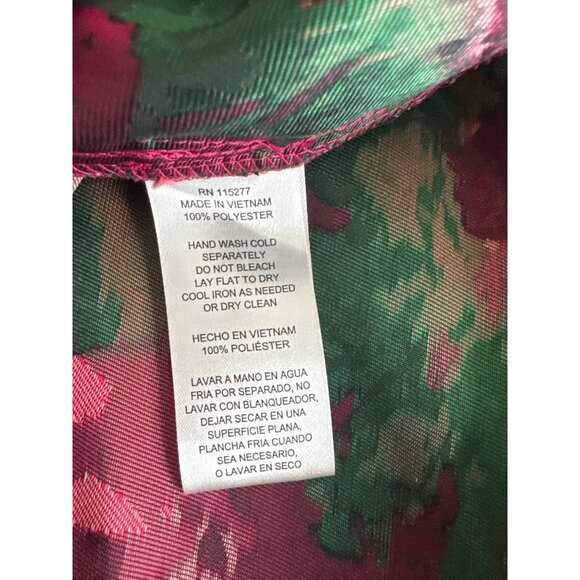 RN 115277
MADE IN VIETNAM
100% POLYESTER
HAND WASH COLD
SEPARATELY
DO NOT BLEACH
LAY FLAT TO DRY
COOL IRON AS NEEDED
OR DRY CLEAN
HECHO EN VIETNAM
100% POLIÉSTER
LAVAR A MANO EN AGUA
FRIA POR SEPARADO, NO
LAVAR CON BLANQUEADOR,
DEJAR SECAR EN UNA
SUPERFICIE PLANA,
PLANCHA FRIA CUANDO
SEA NECESARIO,
O LAVAR EN SECO